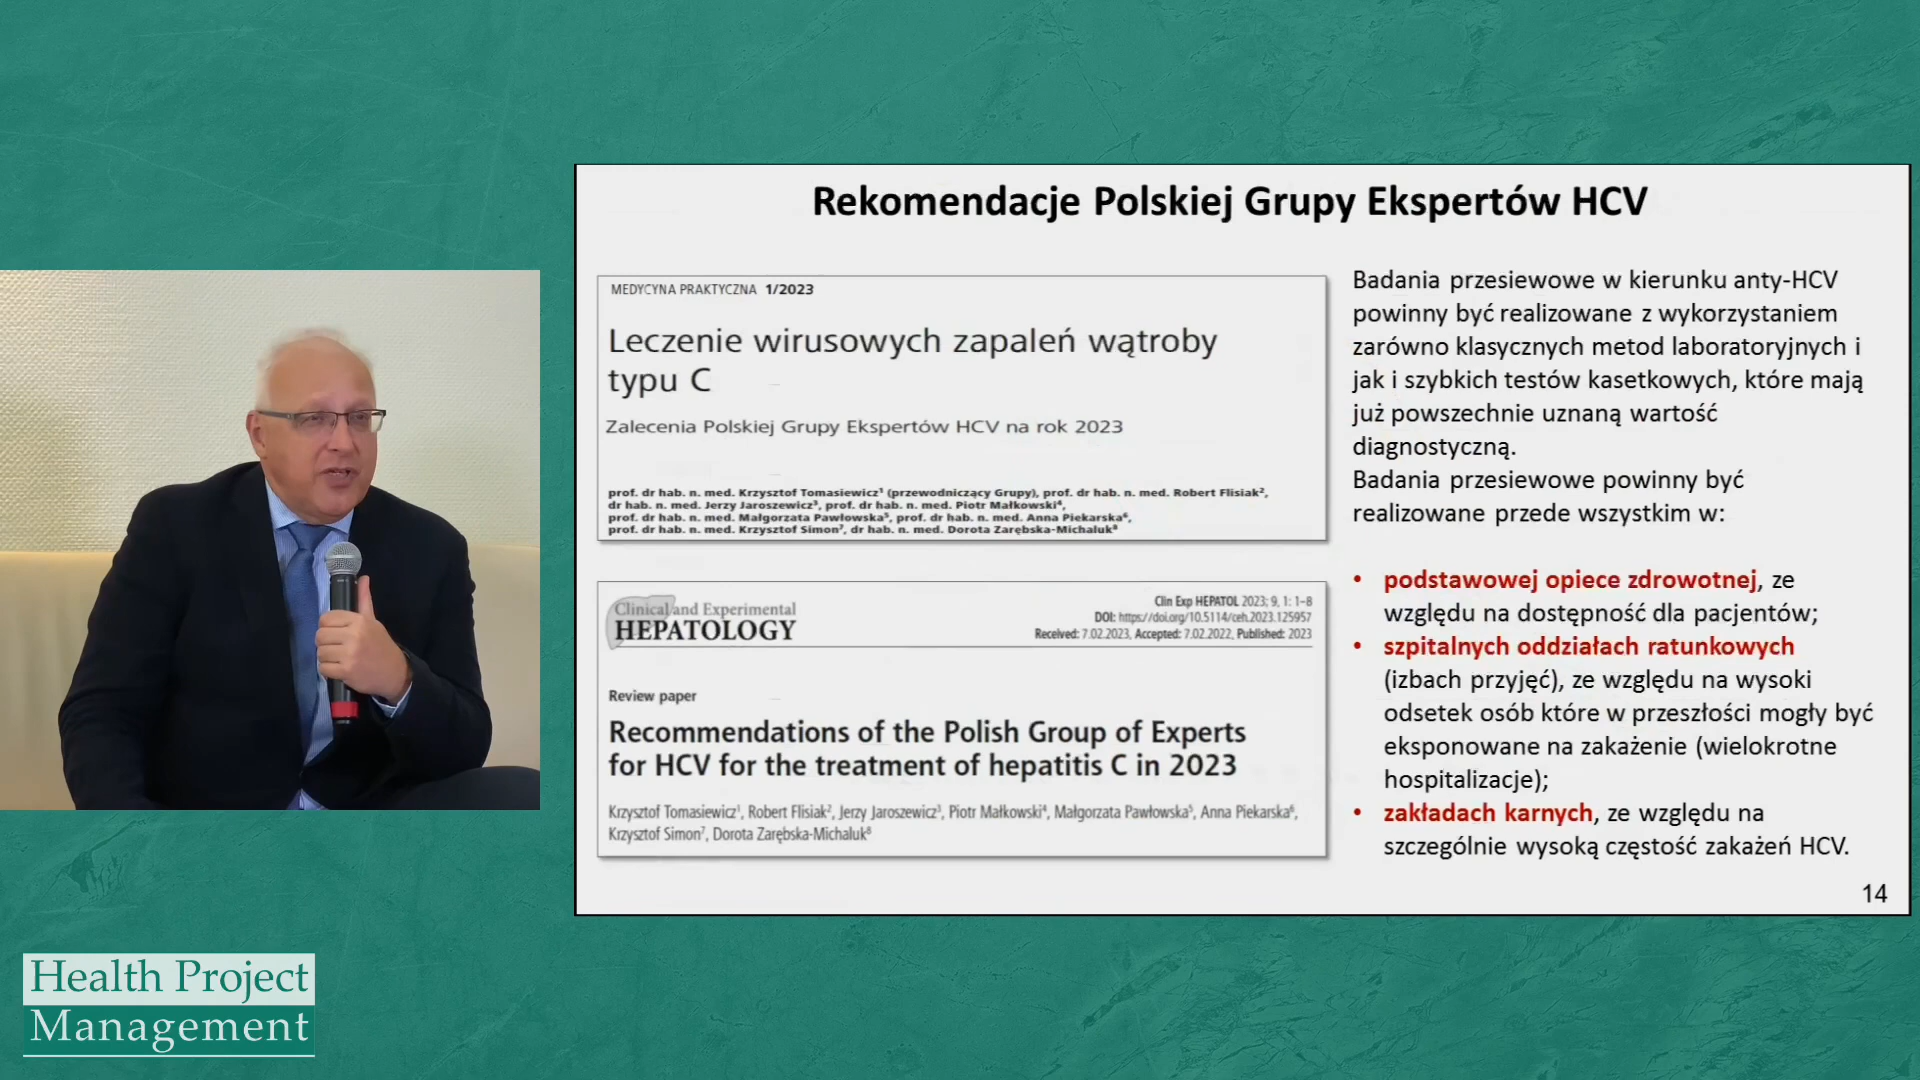 Rekomendacje Polskiej Grupy Ekspertów HCV
MEDYCYNA PRAKTYCZNA 1/2023
Leczenie wirusowych zapaleń wątroby
typu C
Zalecenia Polskiej Grupy Ekspertów HCV na rok 2023
prof. dr hab. n. med. Krzysztof Tomasiewicz¹ (przewodniczący Grupy), prof. dr hab. n. med. Robert Flisiak²,
dr hab. n. med. Jerzy Jaroszewicz³, prof. dr hab. n. med. Piotr Małkowski⁴,
prof. dr hab. n. med. Małgorzata Pawłowska⁵, prof. dr hab. n. med. Anna Piekarska⁶,
prof. dr hab. n. med. Krzysztof Simon⁷, dr hab. n. med. Dorota Zarębska-Michaluk⁸
Clinical and Experimental
HEPATOLOGY
Clin Exp HEPATOL 2023; 9, 1: 1–8
DOI: https://doi.org/10.5114/ceh.2023.125957
Received: 7.02.2023, Accepted: 7.02.2022, Published: 2023
Review paper
Recommendations of the Polish Group of Experts
for HCV for the treatment of hepatitis C in 2023
Krzysztof Tomasiewicz¹, Robert Flisiak², Jerzy Jaroszewicz³, Piotr Małkowski⁴, Małgorzata Pawłowska⁵, Anna Piekarska⁶,
Krzysztof Simon⁷, Dorota Zarębska-Michaluk⁸
Badania przesiewowe w kierunku anty-HCV
powinny być realizowane z wykorzystaniem
zarówno klasycznych metod laboratoryjnych i
jak i szybkich testów kasetkowych, które mają
już powszechnie uznaną wartość
diagnostyczną.
Badania przesiewowe powinny być
realizowane przede wszystkim w:
• podstawowej opiece zdrowotnej, ze
względu na dostępność dla pacjentów;
• szpitalnych oddziałach ratunkowych
(izbach przyjęć), ze względu na wysoki
odsetek osób które w przeszłości mogły być
eksponowane na zakażenie (wielokrotne
hospitalizacje);
• zakładach karnych, ze względu na
szczególnie wysoką częstość zakażeń HCV.
14
Health Project
Management